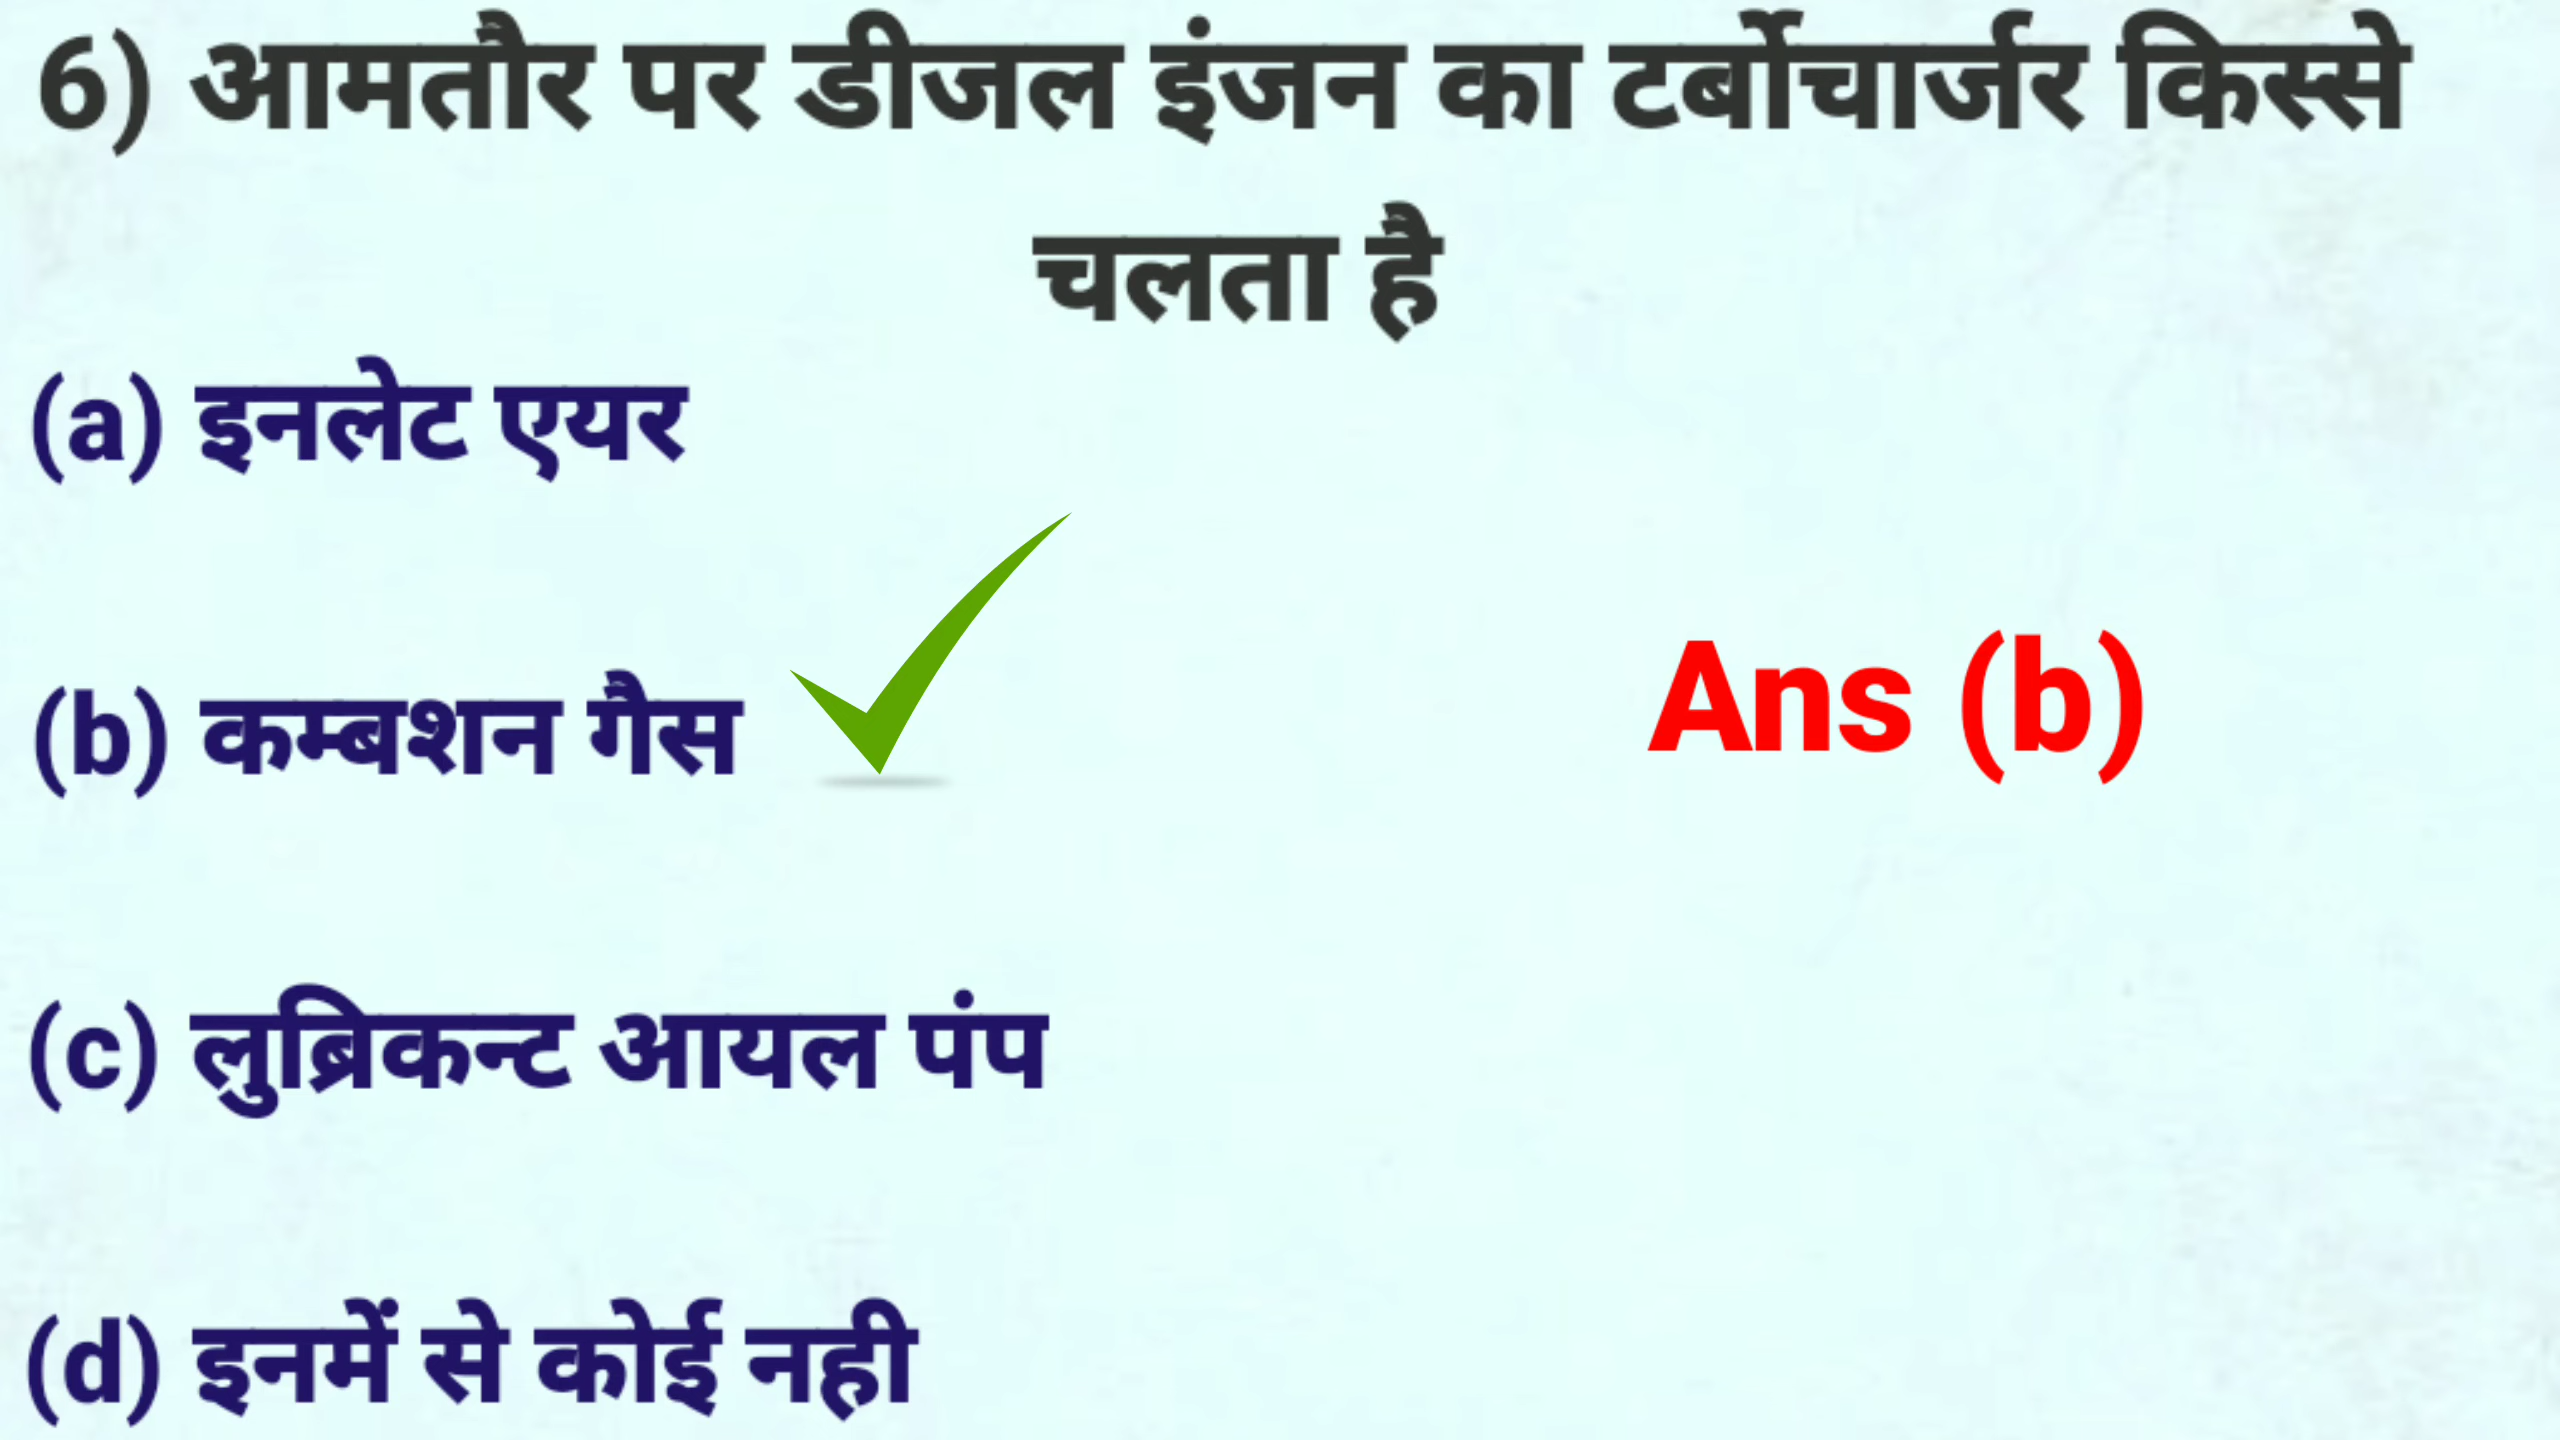 6) आमतौर पर डीजल इंजन का टर्बोचार्जर किस्से
चलता है
(a) इनलेट एयर
(b) कम्बशन गैस
Ans (b)
(c) लुब्रिकन्ट आयल पंप
(d) इनमें से कोई नही